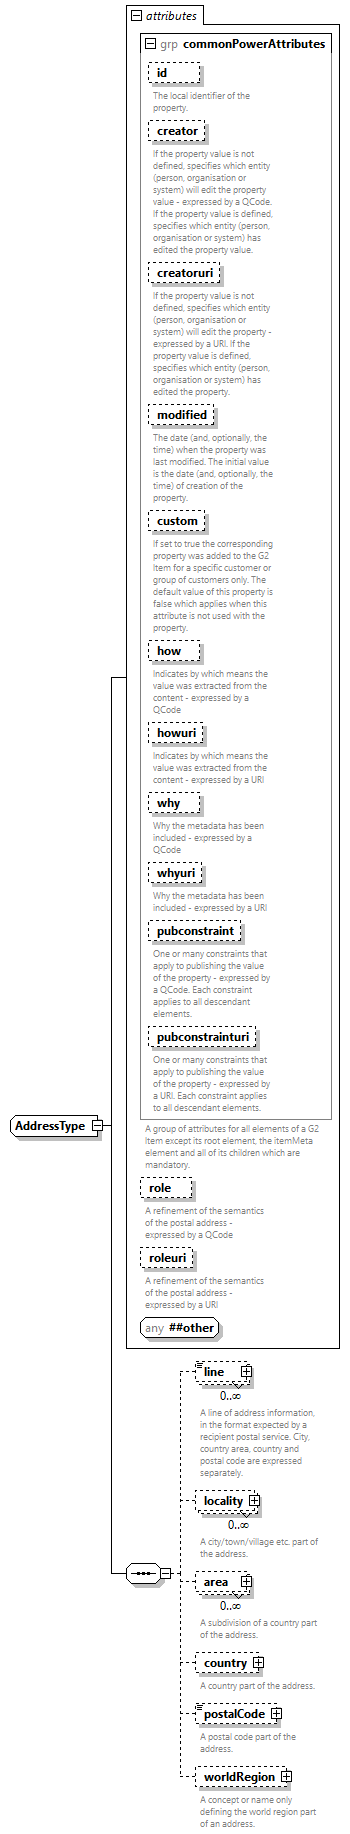 attributes
grp commonPowerAttributes
id
The local identifier of the
property.
creator
If the property value is not
defined, specifies which entity
(person, organisation or
system) will edit the property
value - expressed by a QCode.
If the property value is defined,
specifies which entity (person,
organisation or system) has
edited the property value.
creatoruri
If the property value is not
defined, specifies which entity
(person, organisation or
system) will edit the property -
expressed by a URI. If the
property value is defined,
specifies which entity (person,
organisation or system) has
edited the property.
modified
The date (and, optionally, the
time) when the property was
last modified. The initial value
is the date (and, optionally, the
time) of creation of the
property.
custom
If set to true the corresponding
property was added to the G2
Item for a specific customer or
group of customers only. The
default value of this property is
false which applies when this
attribute is not used with the
property.
how
Indicates by which means the
value was extracted from the
content - expressed by a
QCode
howuri
Indicates by which means the
value was extracted from the
content - expressed by a URI
why
Why the metadata has been
included - expressed by a
QCode
whyuri
Why the metadata has been
included - expressed by a URI
pubconstraint
One or many constraints that
apply to publishing the value
of the property - expressed by
a QCode. Each constraint
applies to all descendant
elements.
pubconstrainturi
One or many constraints that
apply to publishing the value
of the property - expressed by
a URI. Each constraint applies
to all descendant elements.
AddressType
A group of attributes for all elements of a G2
Item except its root element, the itemMeta
element and all of its children which are
mandatory.
role
A refinement of the semantics
of the postal address -
expressed by a QCode
roleuri
A refinement of the semantics
of the postal address -
expressed by a URI
any ##other
line
0..∞
A line of address information,
in the format expected by a
recipient postal service. City,
country area, country and
postal code are expressed
separately.
locality
0..∞
A city/town/village etc. part of
the address.
area
0..∞
A subdivision of a country part
of the address.
country
A country part of the address.
postalCode
A postal code part of the
address.
worldRegion
A concept or name only
defining the world region part
of an address.